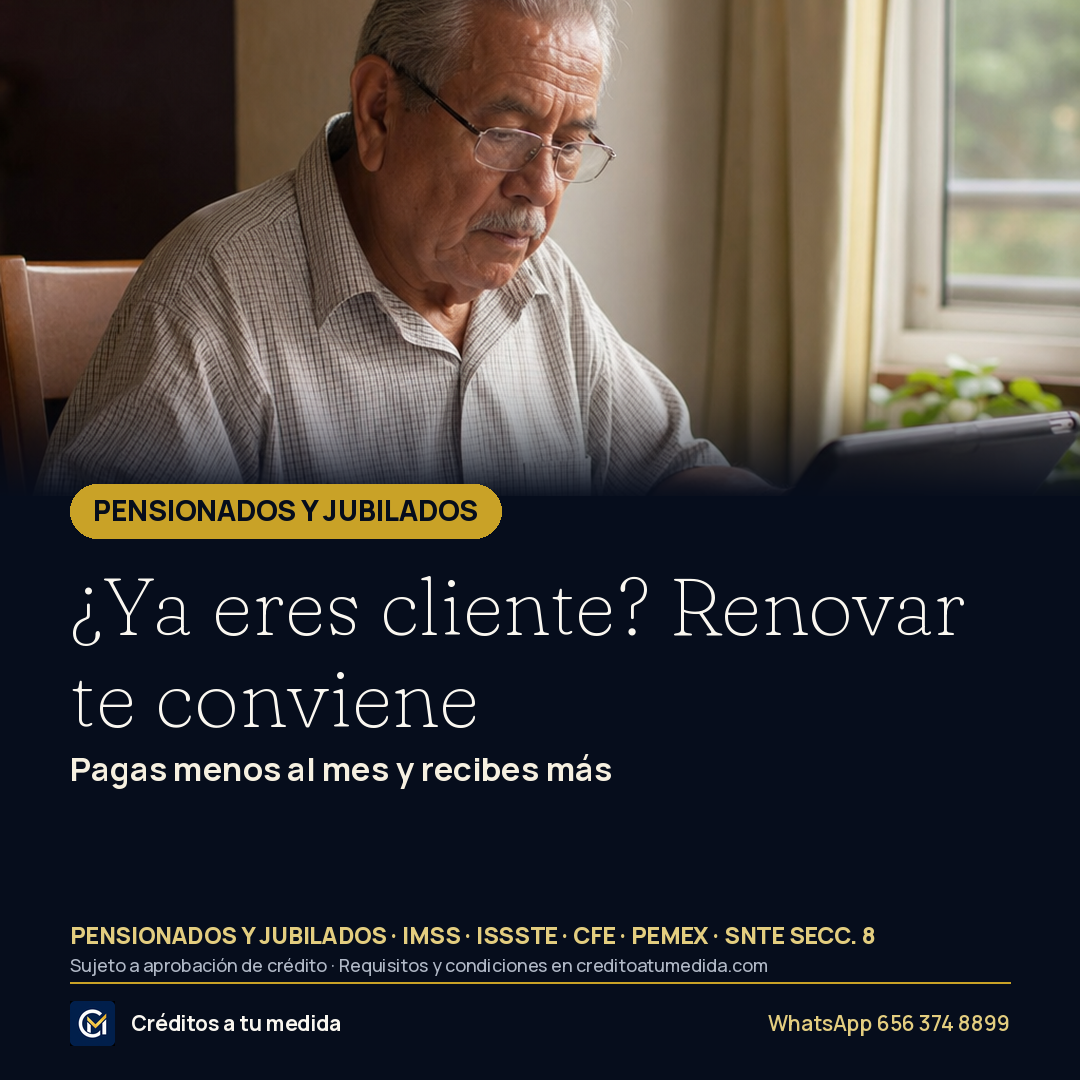 PENSIONADOS Y JUBILADOS
¿Ya eres cliente? Renovar
te conviene
Pagas menos al mes y recibes más
PENSIONADOS Y JUBILADOS · IMSS · ISSSTE · CFE · PEMEX · SNTE SECC. 8
Sujeto a aprobación de crédito · Requisitos y condiciones en creditoatumedida.com
Créditos a tu medida
WhatsApp 656 374 8899